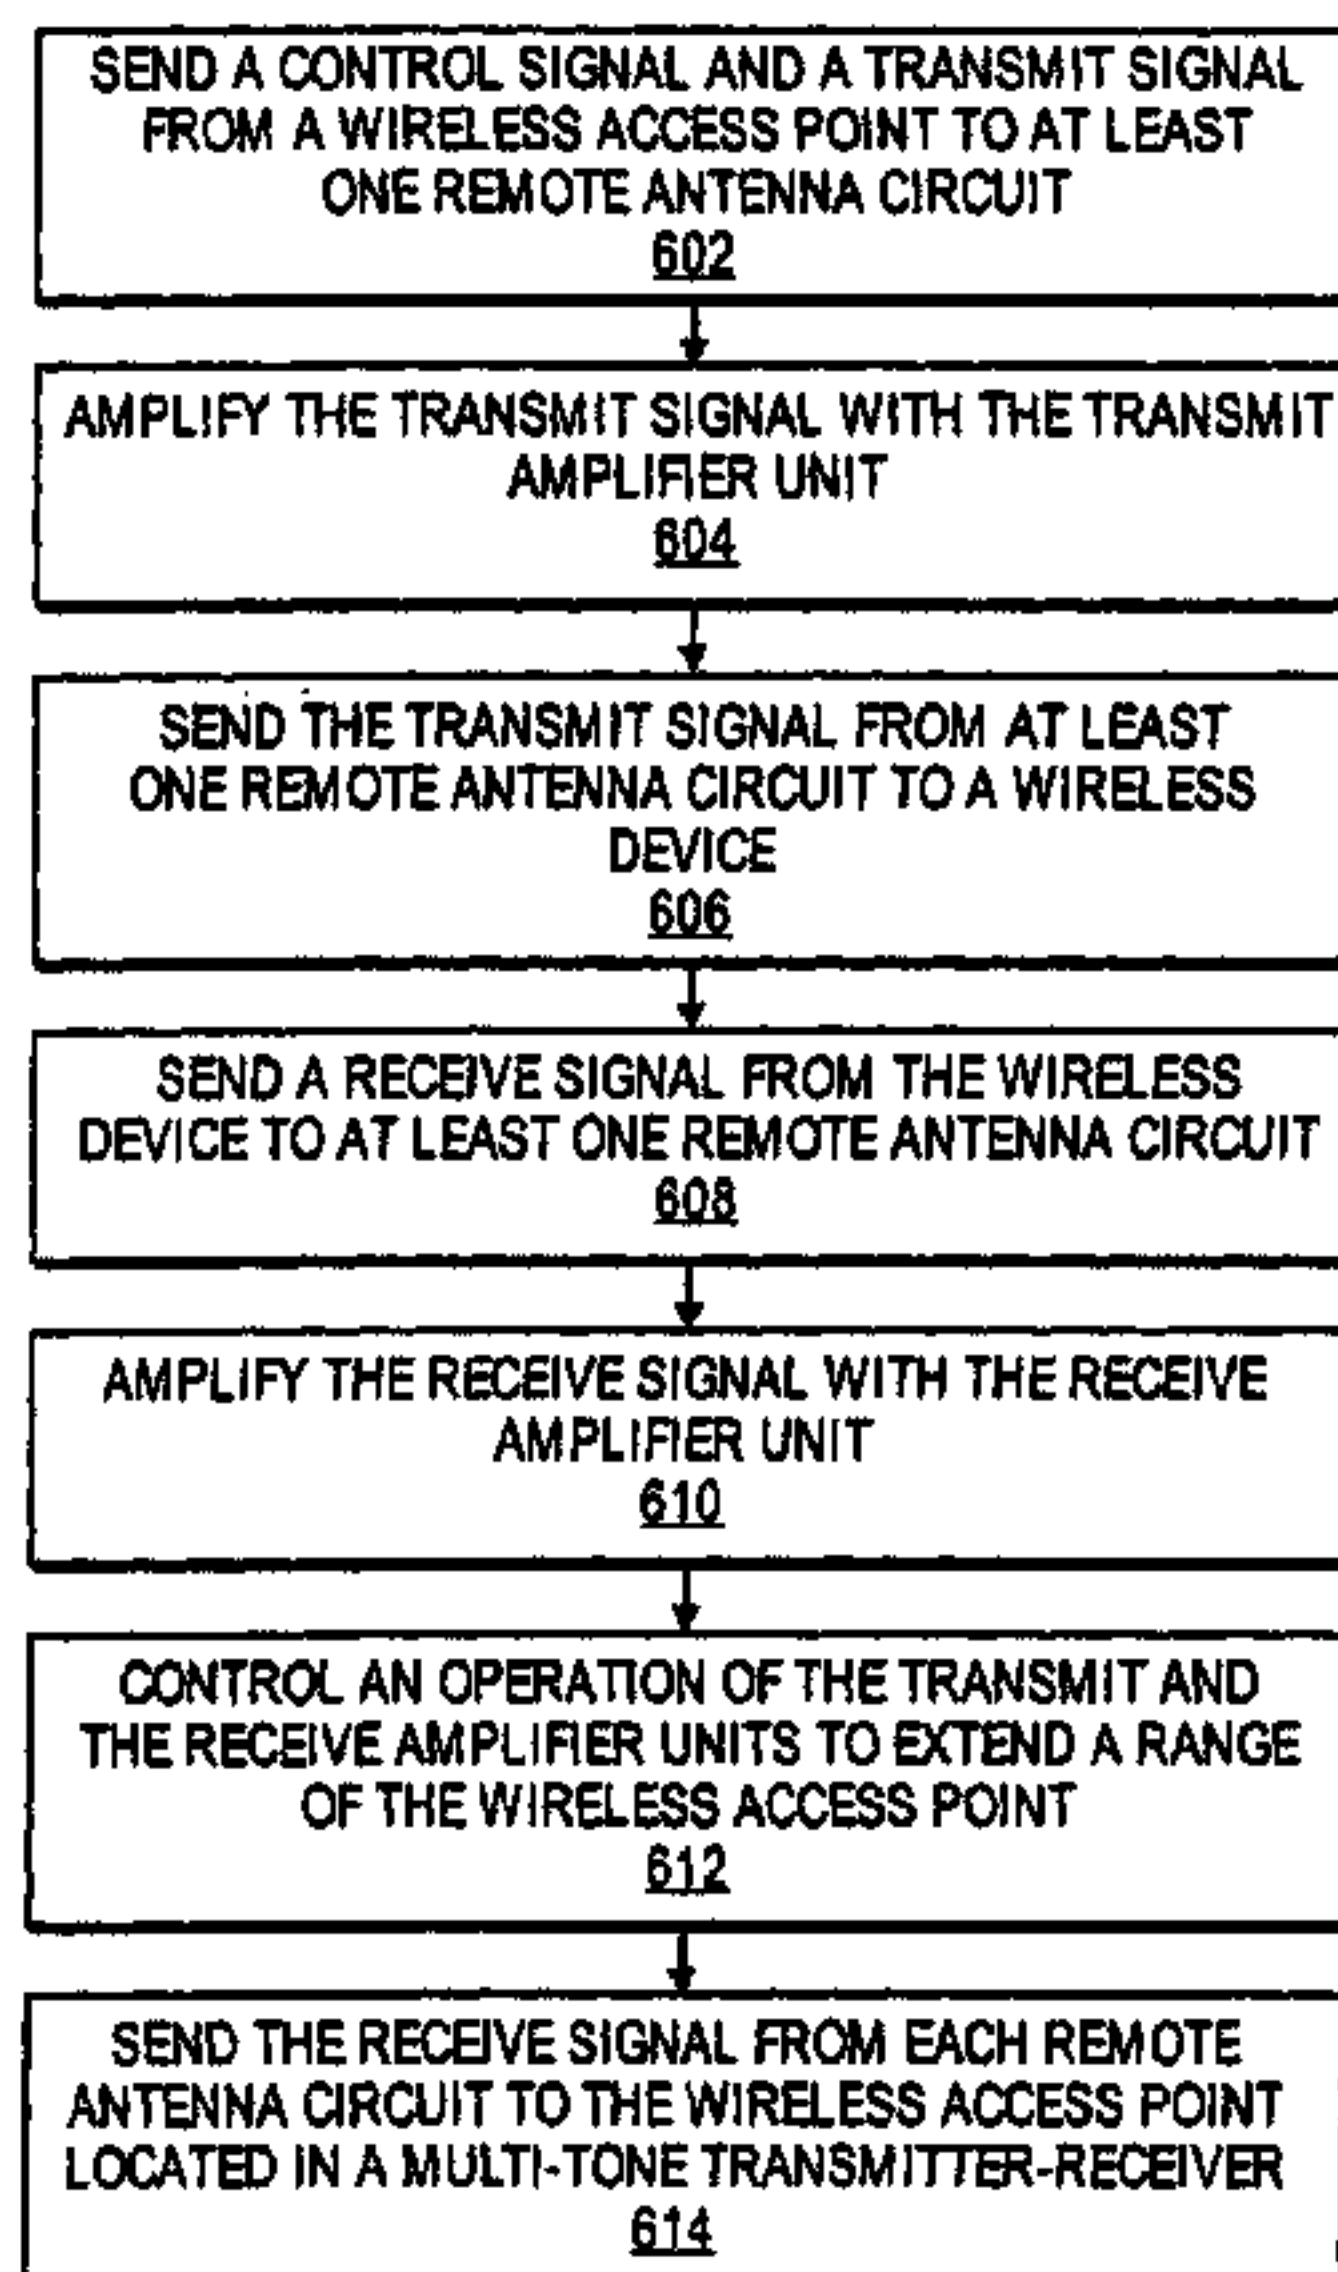 SEND A CONTROL SIGNAL AND A TRANSMIT SIGNAL
FROM A WIRELESS ACCESS POINT TO AT LEAST
ONE REMOTE ANTENNA CIRCUIT
602
AMPLIFY THE TRANSMIT SIGNAL WITH THE TRANSMIT
AMPLIFIER UNIT
604
SEND THE TRANSMIT SIGNAL FROM AT LEAST
ONE REMOTE ANTENNA CIRCUIT TO A WIRELESS
DEVICE
606
SEND A RECEIVE SIGNAL FROM THE WIRELESS
DEVICE TO AT LEAST ONE REMOTE ANTENNA CIRCUIT
608
AMPLIFY THE RECEIVE SIGNAL WITH THE RECEIVE
AMPLIFIER UNIT
610
CONTROL AN OPERATION OF THE TRANSMIT AND
THE RECEIVE AMPLIFIER UNITS TO EXTEND A RANGE
OF THE WIRELESS ACCESS POINT
612
SEND THE RECEIVE SIGNAL FROM EACH REMOTE
ANTENNA CIRCUIT TO THE WIRELESS ACCESS POINT
LOCATED IN A MULTI-TONE TRANSMITTER-RECEIVER
614